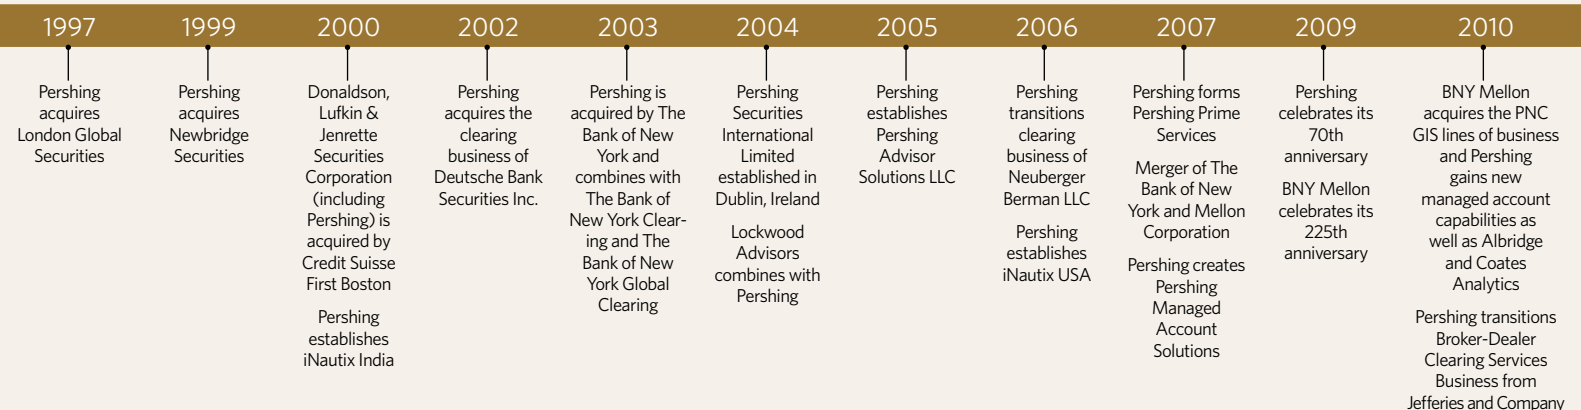 1997
Pershing
acquires
London Global
Securities
1999
Pershing
acquires
Newbridge
Securities
2000
Donaldson,
Lufkin &
Jenrette
Securities
Corporation
(including
Pershing) is
acquired by
Credit Suisse
First Boston
Pershing
establishes
iNautix India
2002
Pershing
acquires the
clearing
business of
Deutsche Bank
Securities Inc.
2003
Pershing is
acquired by The
Bank of New
York and
combines with
The Bank of
New York Clear-
ing and The
Bank of New
York Global
Clearing
2004
Pershing
Securities
International
Limited
established in
Dublin, Ireland
Lockwood
Advisors
combines with
Pershing
2005
Pershing
establishes
Pershing
Advisor
Solutions LLC
2006
Pershing
transitions
clearing
business of
Neuberger
Berman LLC
Pershing
establishes
iNautix USA
2007
Pershing forms
Pershing Prime
Services
Merger of The
Bank of New
York and Mellon
Corporation
Pershing creates
Pershing
Managed
Account
Solutions
2009
Pershing
celebrates its
70th
anniversary
BNY Mellon
celebrates its
225th
anniversary
2010
BNY Mellon
acquires the PNC
GIS lines of business
and Pershing
gains new
managed account
capabilities as
well as Albridge
and Coates
Analytics
Pershing transitions
Broker-Dealer
Clearing Services
Business from
Jefferies and Company